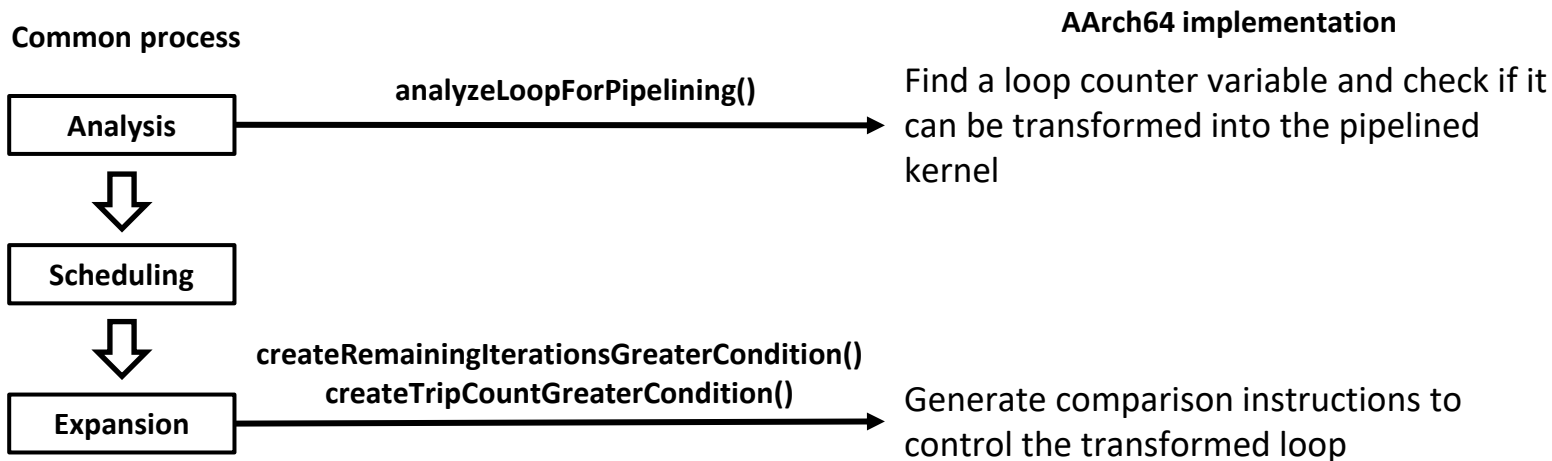 Common process
AArch64 implementation
Analysis
analyzeLoopForPipelining()
Find a loop counter variable and check if it
can be transformed into the pipelined
kernel
Scheduling
Expansion
createRemainingIterationsGreaterCondition()
createTripCountGreaterCondition()
Generate comparison instructions to
control the transformed loop